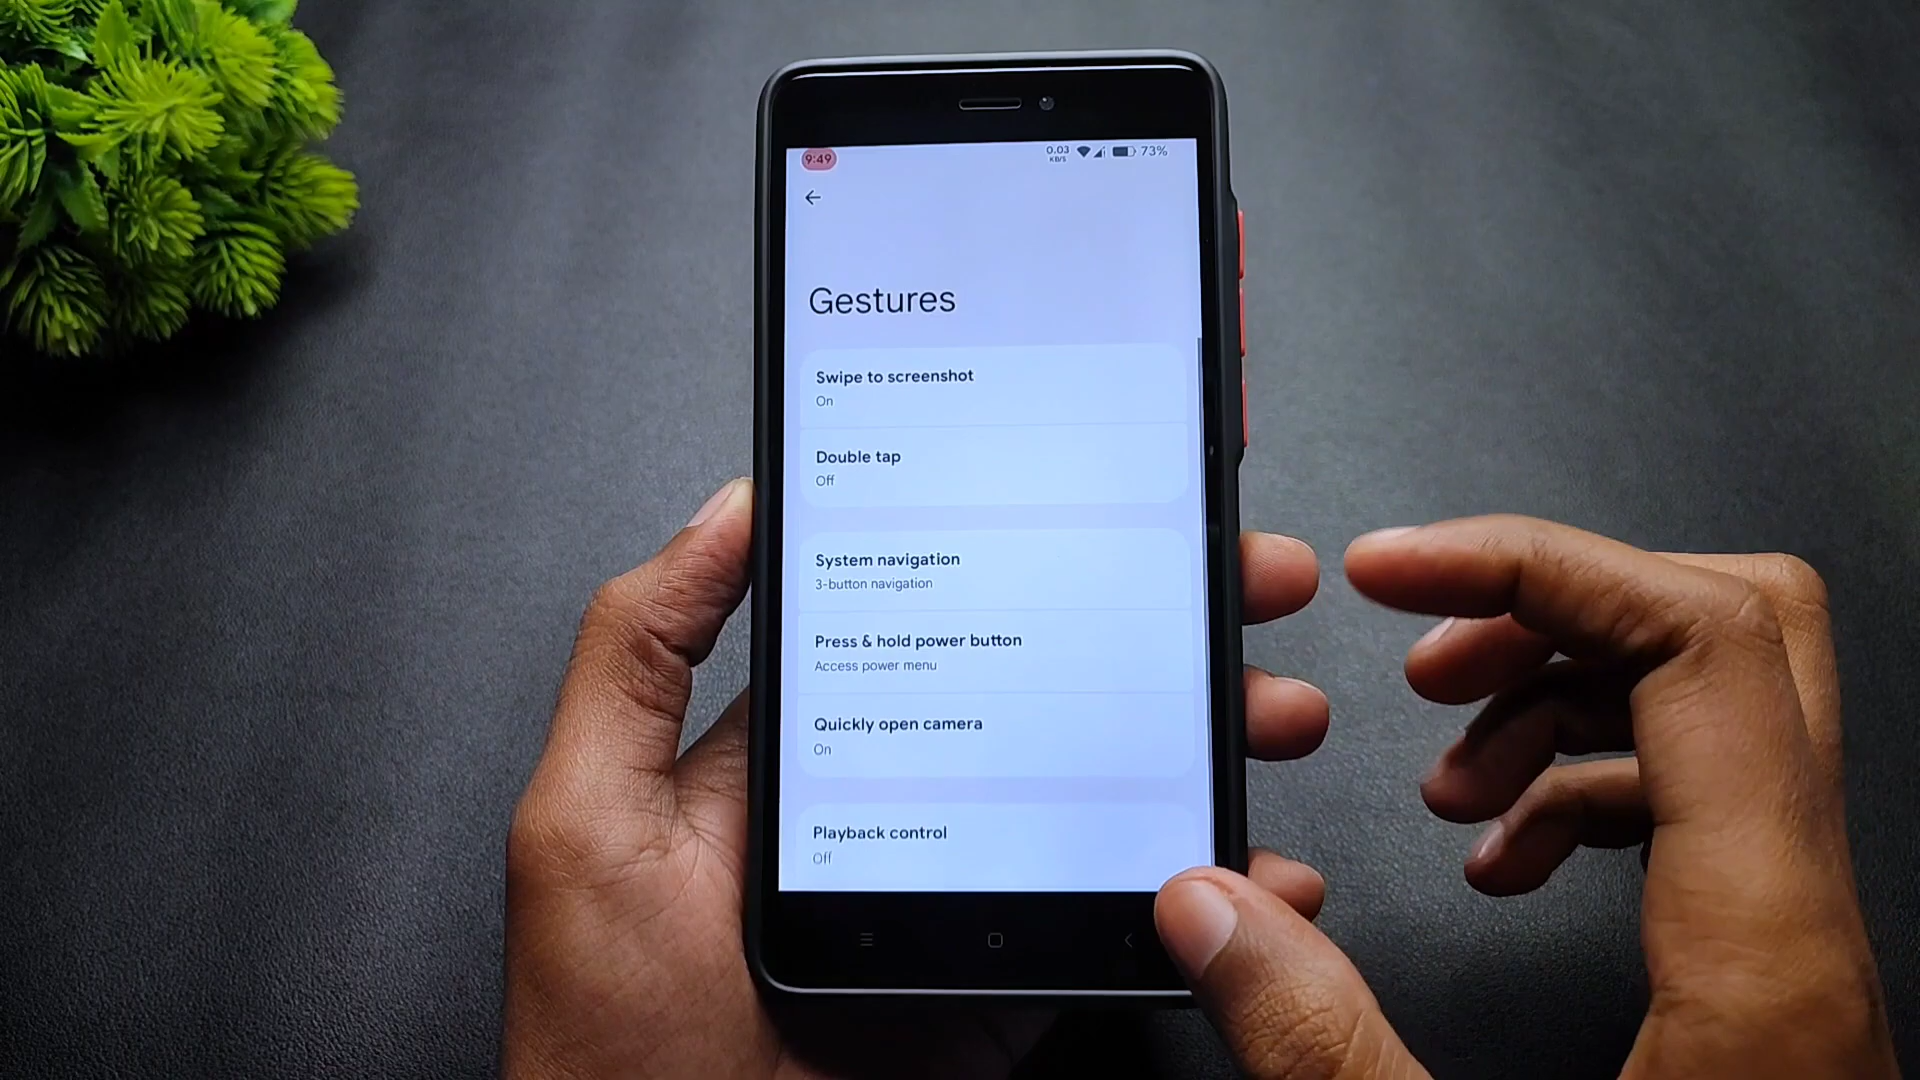 9:49
0.03
KB/S
73%
Gestures
Swipe to screenshot
On
Double tap
Off
System navigation
3-button navigation
Press & hold power button
Access power menu
Quickly open camera
On
Playback control
Off